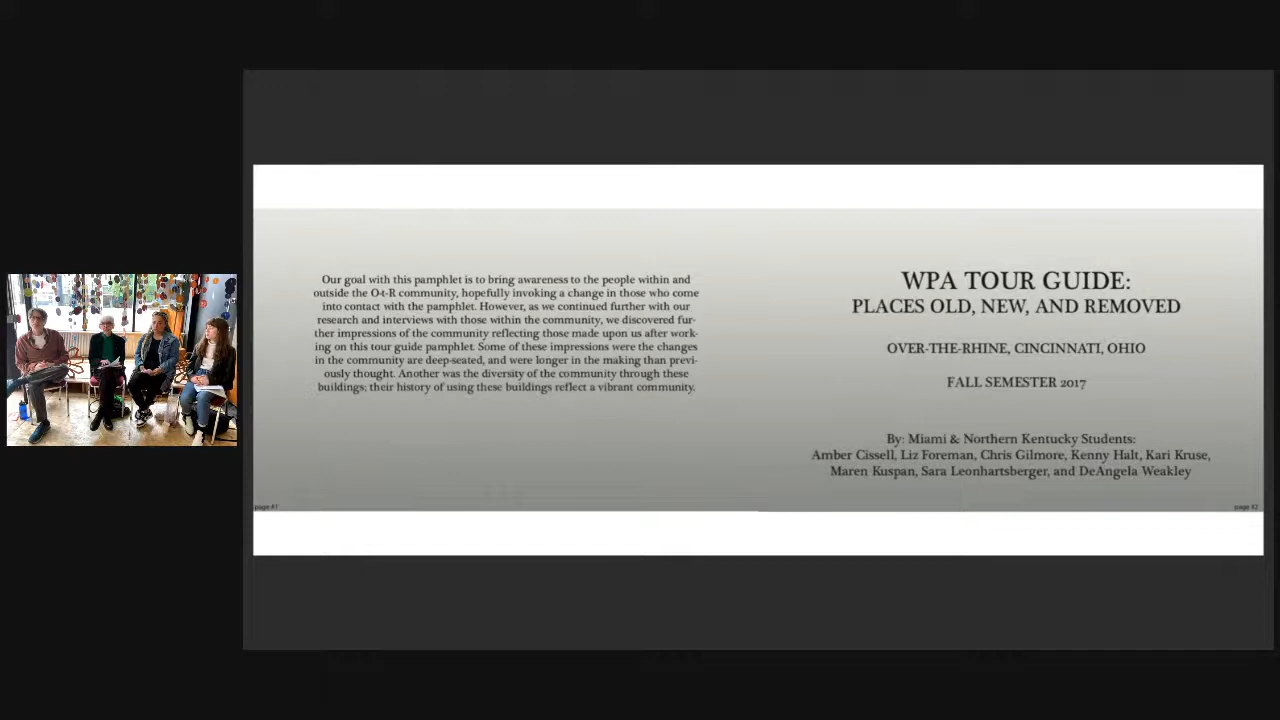 Our goal with this pamphlet is to bring awareness to the people within and
outside the O-t-R community, hopefully invoking a change in those who come
into contact with the pamphlet. However, as we continued further with our
research and interviews with those within the community, we discovered fur-
ther impressions of the community reflecting those made upon us after work-
ing on this tour guide pamphlet. Some of these impressions were the changes
in the community are deep-seated, and were longer in the making than previ-
ously thought. Another was the diversity of the community through these
buildings; their history of using these buildings reflect a vibrant community.
page #1
WPA TOUR GUIDE:
PLACES OLD, NEW, AND REMOVED
OVER-THE-RHINE, CINCINNATI, OHIO
FALL SEMESTER 2017
By: Miami & Northern Kentucky Students:
Amber Cissell, Liz Foreman, Chris Gilmore, Kenny Halt, Kari Kruse,
Maren Kuspan, Sara Leonhartsberger, and DeAngela Weakley
page #2